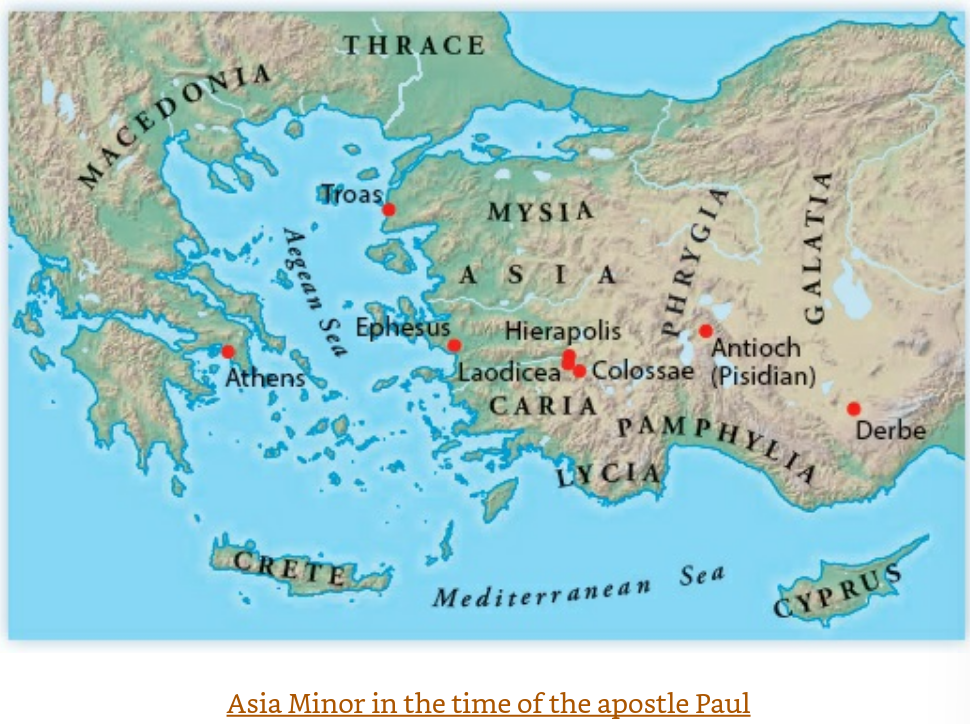 THRACE
MACEDONIA
Troas
MYSIA
PHRYGIA
GALATIA
Aegean Sea
ASIA
Ephesus
Hierapolis
Antioch
(Pisidian)
Athens
Laodicea
Colossae
CARIA
PAMPHYLIA
Derbe
LYCIA
CRETE
Mediterranean Sea
CYPRUS
Asia Minor in the time of the apostle Paul